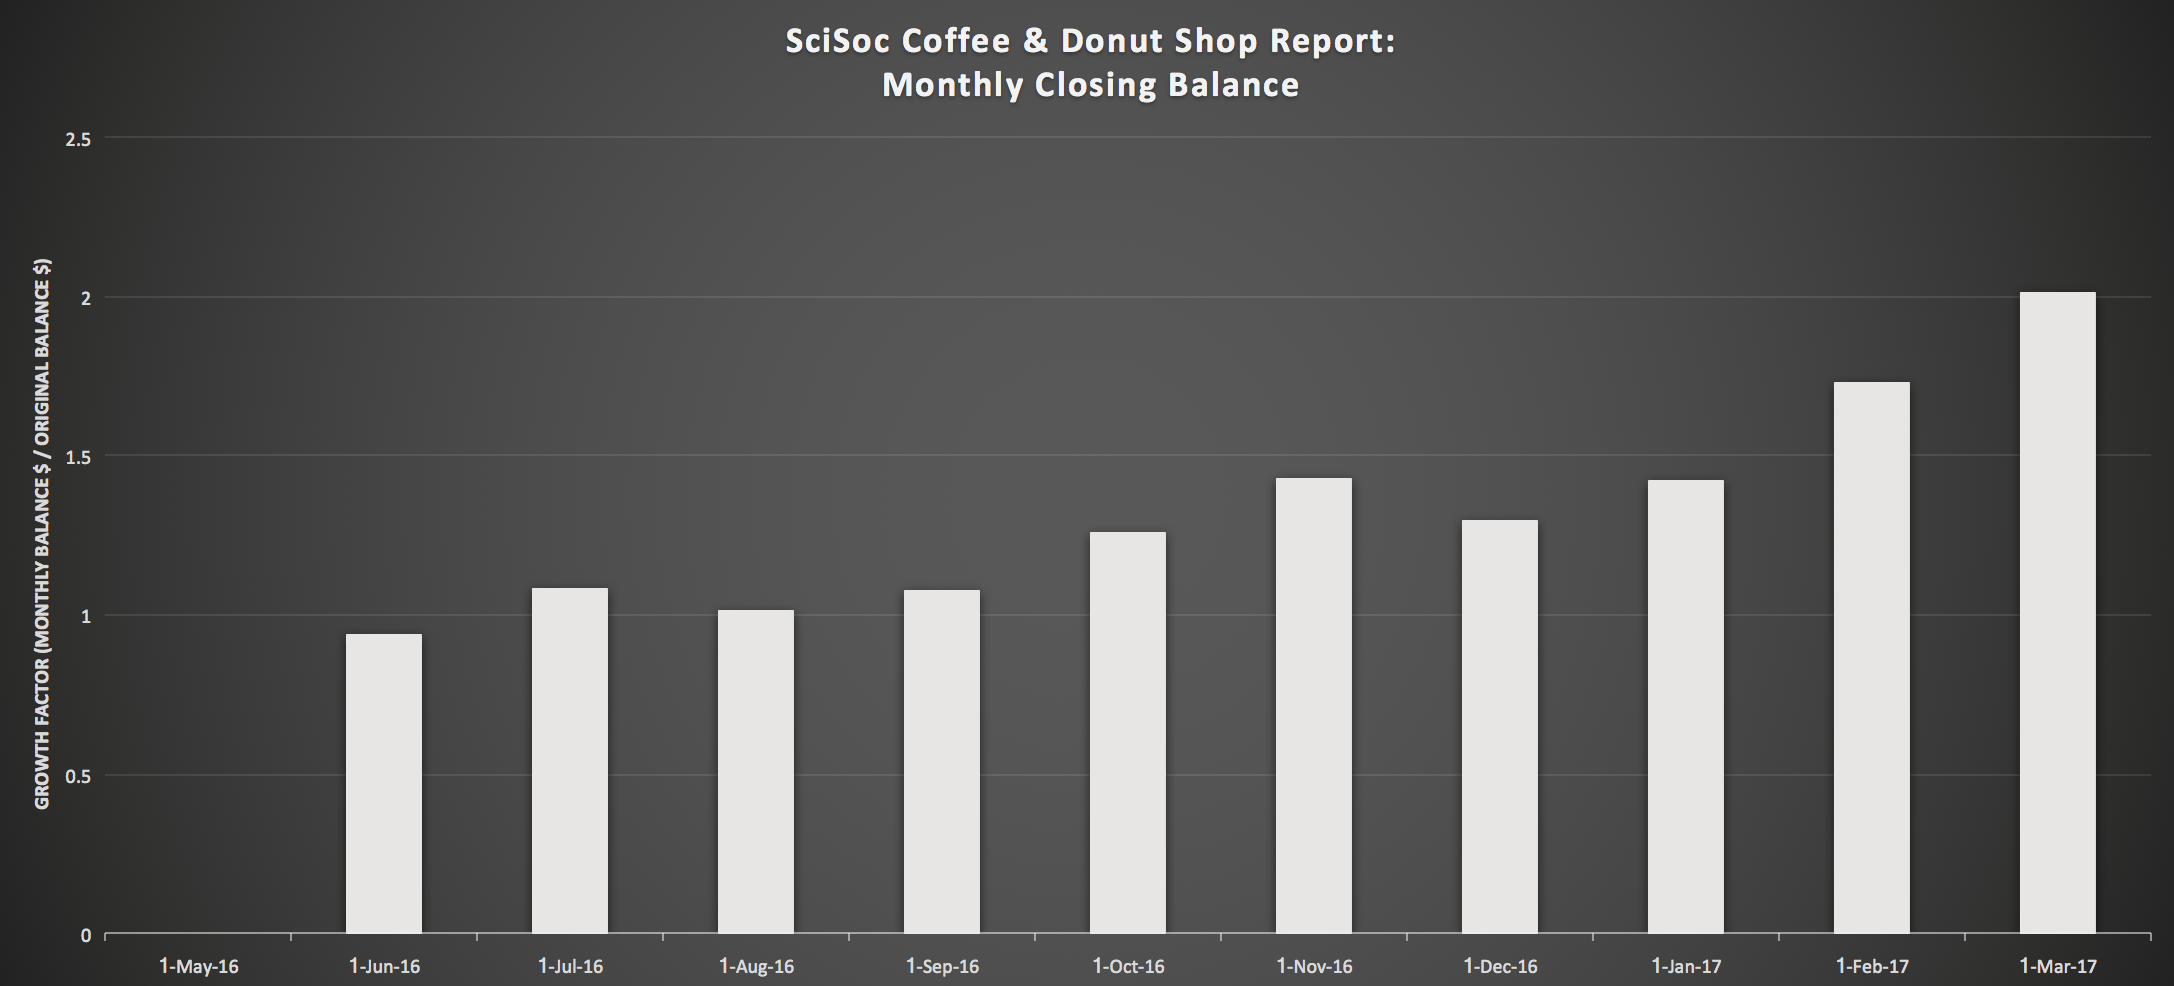 SciSoc Coffee & Donut Shop Report:
Monthly Closing Balance
GROWTH FACTOR (MONTHLY BALANCE $ / ORIGINAL BALANCE $)
2.5
2
1.5
1
0.5
0
1-May-16
1-Jun-16
1-Jul-16
1-Aug-16
1-Sep-16
1-Oct-16
1-Nov-16
1-Dec-16
1-Jan-17
1-Feb-17
1-Mar-17